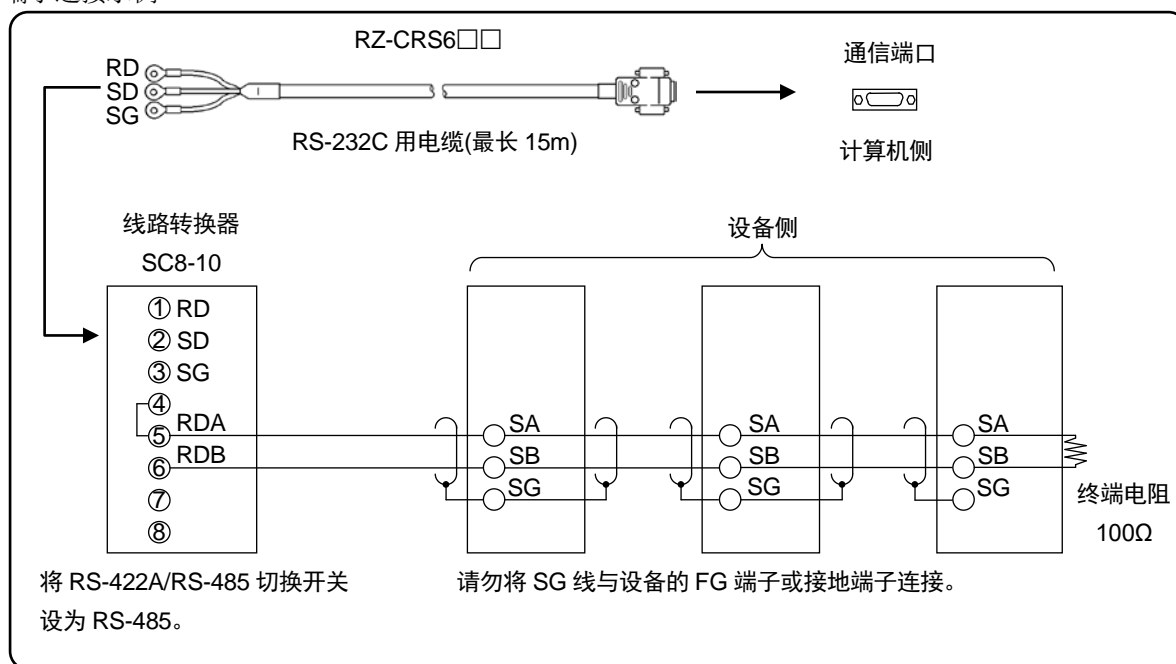 RZ-CRS6□□
RD
SD
SG
通信端口
RS-232C 用电缆(最长 15m)
计算机侧
线路转换器
SC8-10
设备侧
① RD
② SD
③ SG
④
⑤ RDA
⑥ RDB
⑦
⑧
SA
SB
SG
SA
SB
SG
SA
SB
SG
终端电阻
100Ω
将 RS-422A/RS-485 切换开关
设为 RS-485。
请勿将 SG 线与设备的 FG 端子或接地端子连接。